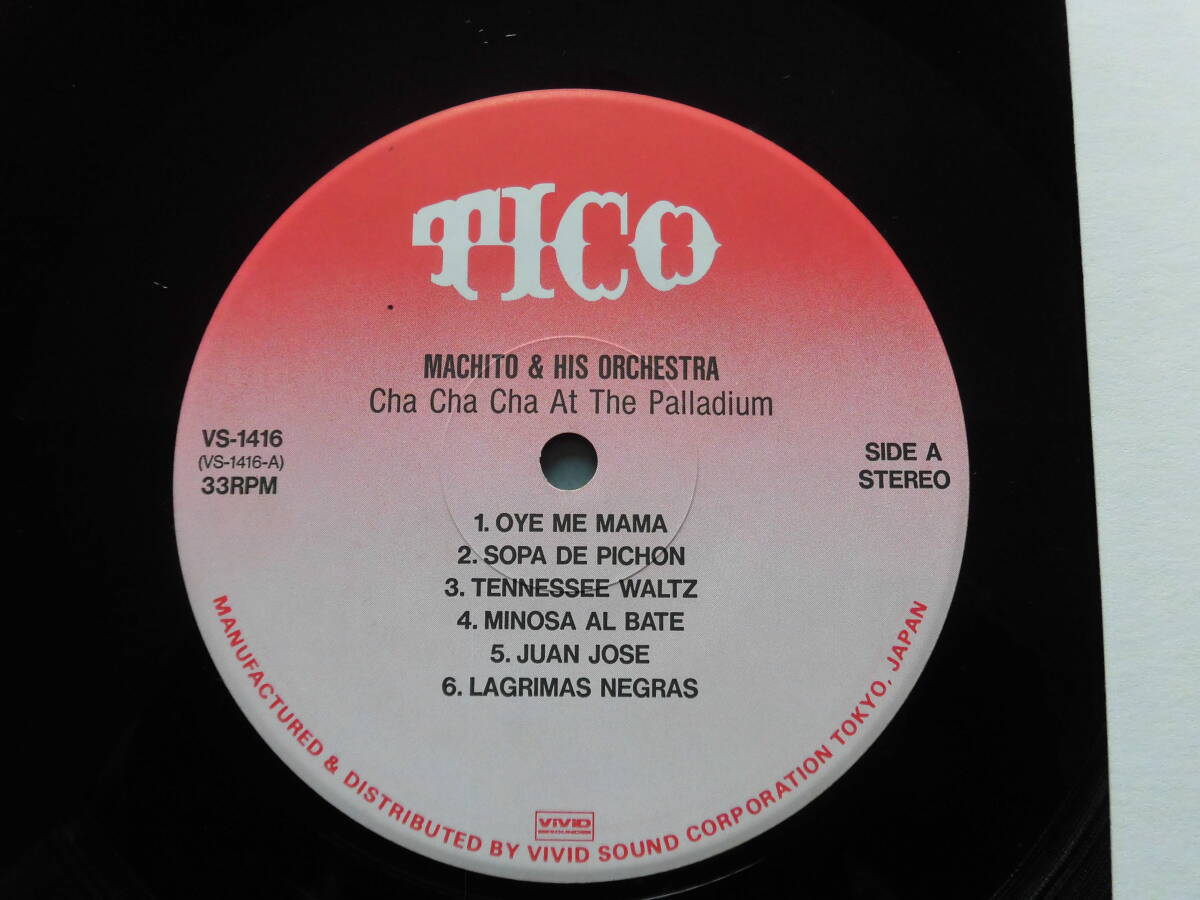 TICO
MACHITO & HIS ORCHESTRA
Cha Cha Cha At The Palladium
VS-1416
(VS-1416-A)
33RPM
SIDE A
STEREO
1. OYE ME MAMA
2. SOPA DE PICHON
3. TENNESSEE WALTZ
4. MINOSA AL BATE
5. JUAN JOSE
6. LAGRIMAS NEGRAS
VIVID
SOUND
MANUFACTURED & DISTRIBUTED BY VIVID SOUND CORPORATION TOKYO, JAPAN